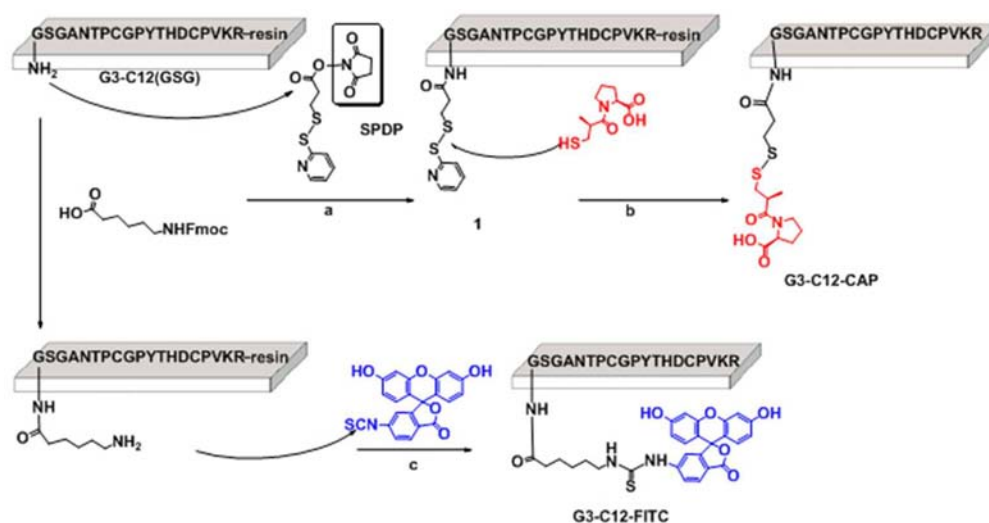 GSGANTPCGPYTHDCPVKR-resin
NH2
G3-C12(GSG)
O
O
N
O
O
S
S
N
SPDP
GSGANTPCGPYTHDCPVKR-resin
NH
O
S
S
N
1
HS
O
N
O
OH
GSGANTPCGPYTHDCPVKR
NH
O
S
S
O
N
HO
O
G3-C12-CAP
O
HO
NHFmoc
a
b
GSGANTPCGPYTHDCPVKR-resin
NH
O
NH2
HO
O
OH
SCN
O
O
c
GSGANTPCGPYTHDCPVKR
NH
O
NH
S
NH
HO
O
OH
O
O
G3-C12-FITC